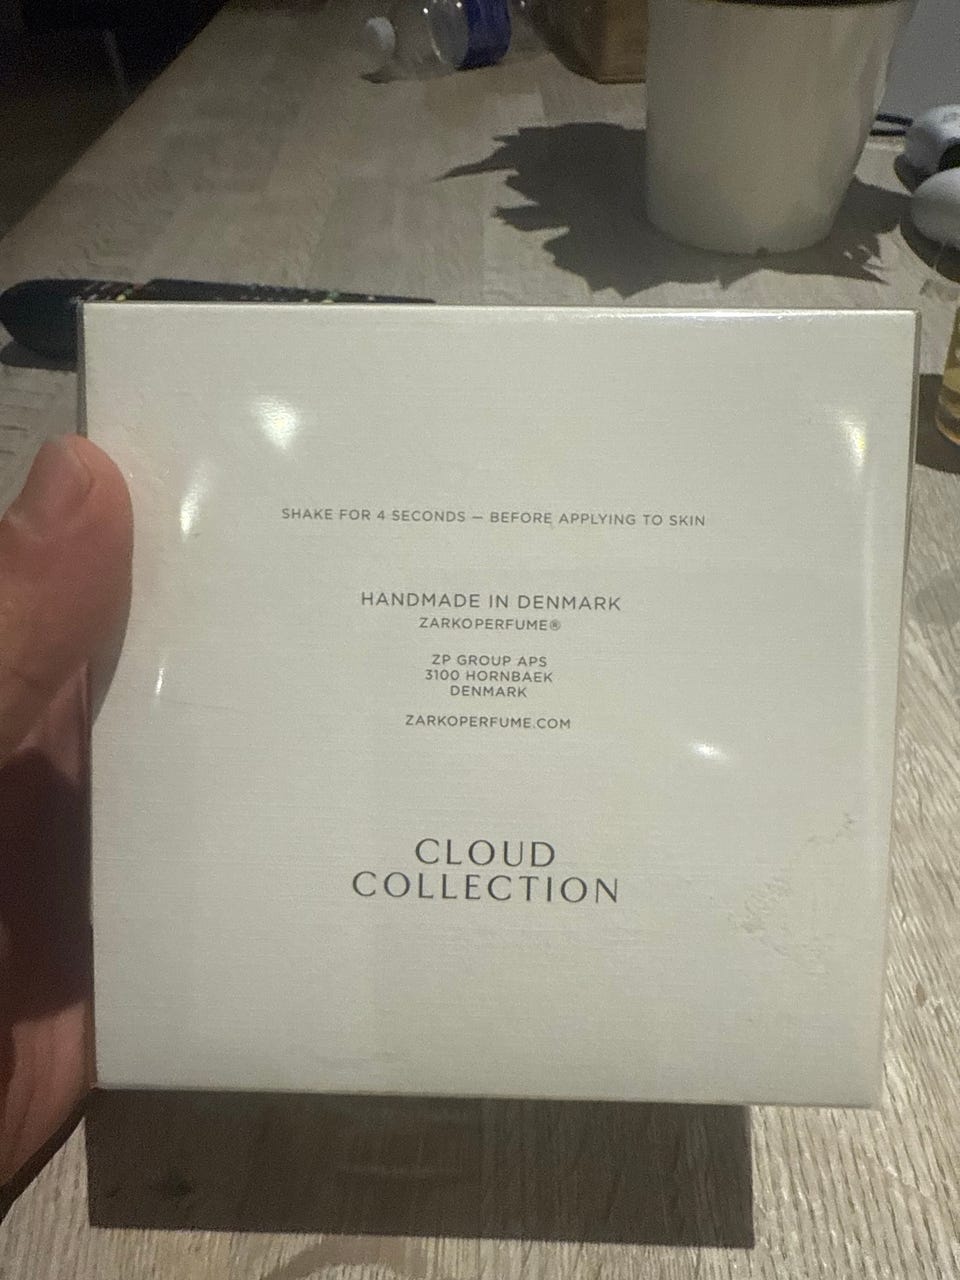 SHAKE FOR 4 SECONDS — BEFORE APPLYING TO SKIN
HANDMADE IN DENMARK
ZARKOPERFUME®
ZP GROUP APS
3100 HORNBAEK
DENMARK
ZARKOPERFUME.COM
CLOUD
COLLECTION